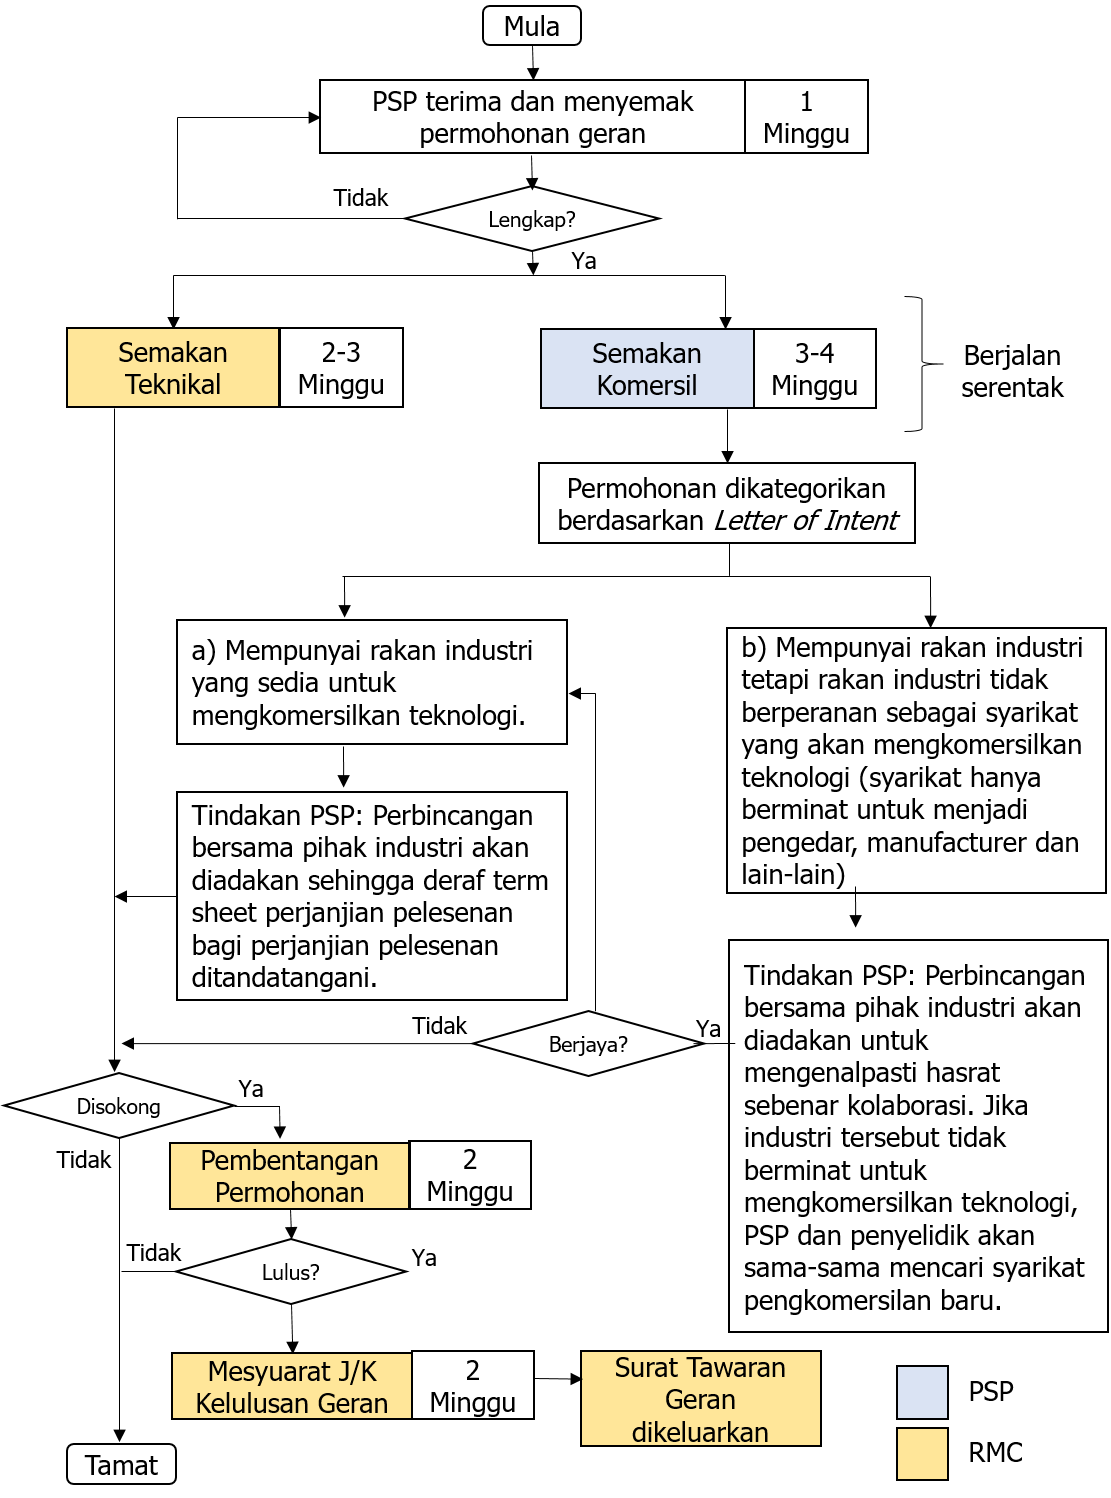 Mula
PSP terima dan menyemak
permohonan geran
1
Minggu
Tidak
Lengkap?
Ya
Semakan
Teknikal
2-3
Minggu
Semakan
Komersil
3-4
Minggu
Berjalan
serentak
Permohonan dikategorikan
berdasarkan Letter of Intent
a) Mempunyai rakan industri
yang sedia untuk
mengkomersilkan teknologi.
b) Mempunyai rakan industri
tetapi rakan industri tidak
berperanan sebagai syarikat
yang akan mengkomersilkan
teknologi (syarikat hanya
berminat untuk menjadi
pengedar, manufacturer dan
lain-lain)
Tindakan PSP: Perbincangan
bersama pihak industri akan
diadakan sehingga deraf term
sheet perjanjian pelesenan
bagi perjanjian pelesenan
ditandatangani.
Tindakan PSP: Perbincangan
bersama pihak industri akan
diadakan untuk
mengenalpasti hasrat
sebenar kolaborasi. Jika
industri tersebut tidak
berminat untuk
mengkomersilkan teknologi,
PSP dan penyelidik akan
sama-sama mencari syarikat
pengkomersilan baru.
Tidak
Berjaya?
Ya
Disokong
Ya
Tidak
Pembentangan
Permohonan
2
Minggu
Tidak
Lulus?
Ya
Mesyuarat J/K
Kelulusan Geran
2
Minggu
Surat Tawaran
Geran
dikeluarkan
PSP
RMC
Tamat